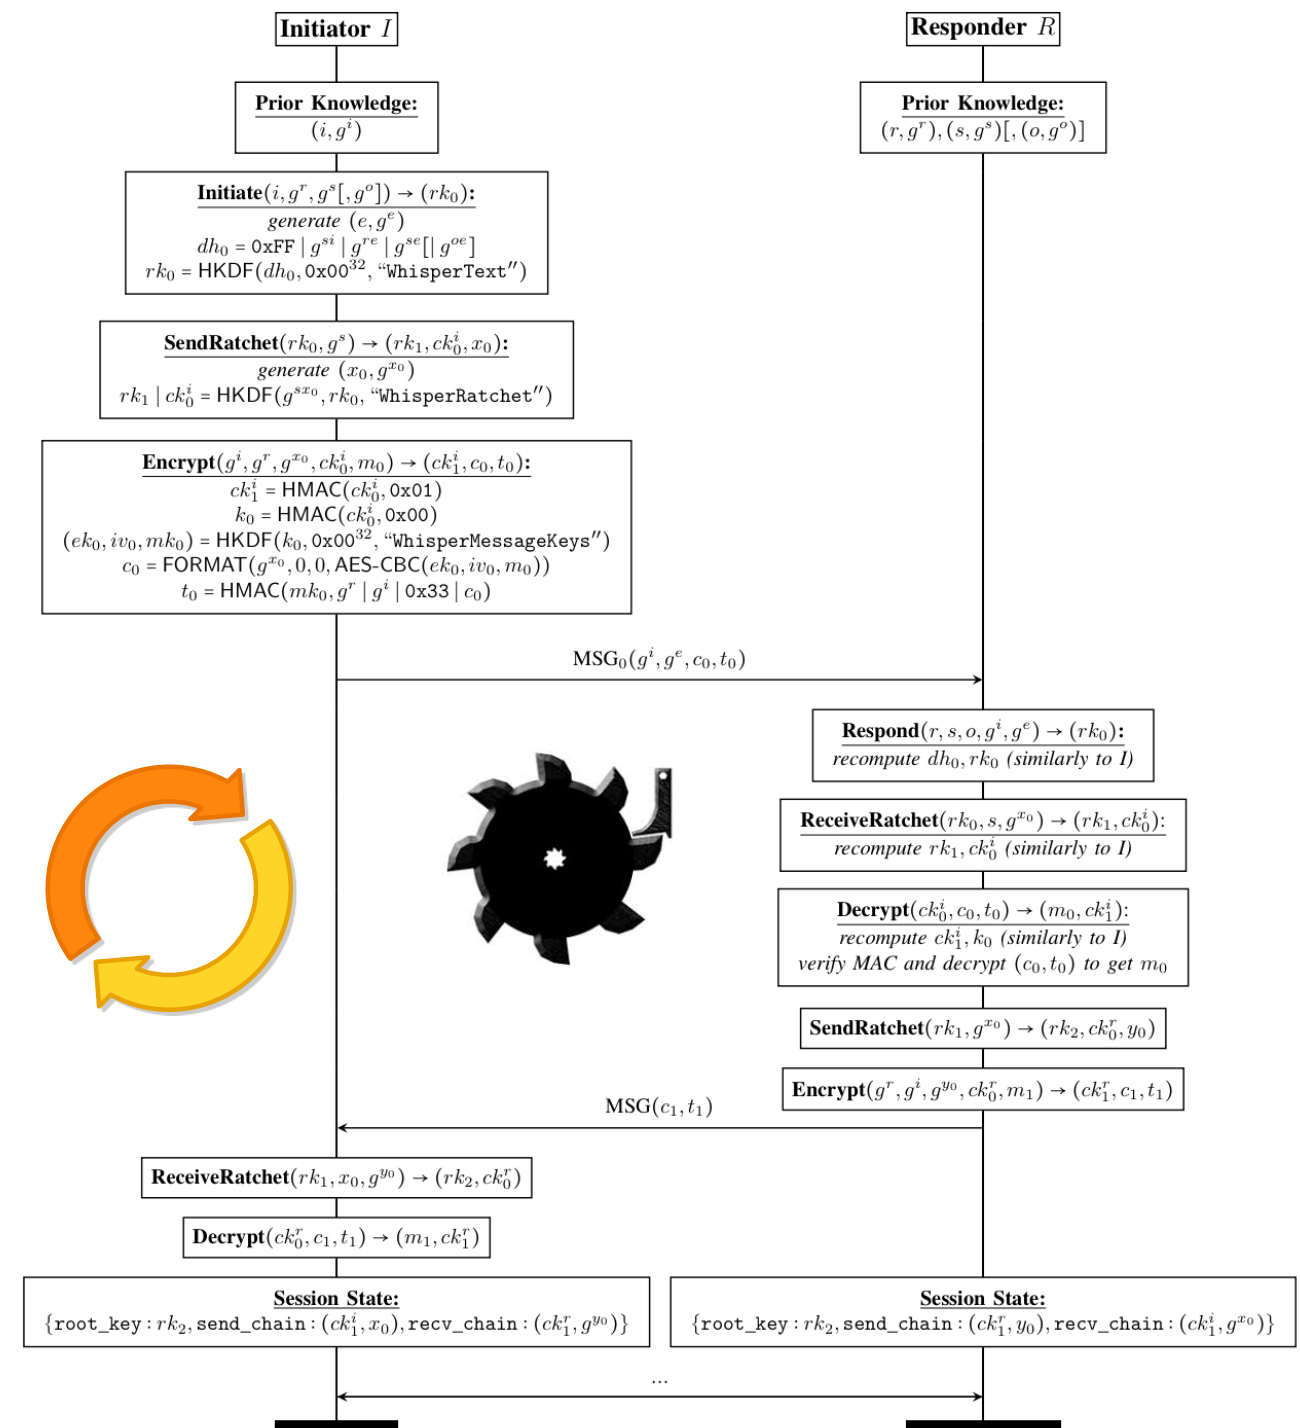 Initiator I
Responder R
Prior Knowledge:
(i, g^i)
Prior Knowledge:
(r, g^r), (s, g^s)[, (o, g^o)]
Initiate(i, g^r, g^s[, g^o]) → (rk_0):
generate (e, g^e)
dh_0 = 0xFF | g^{si} | g^{re} | g^{se}[| g^{oe}]
rk_0 = HKDF(dh_0, 0x00^{32}, “WhisperText″)
SendRatchet(rk_0, g^s) → (rk_1, ck_0^i, x_0):
generate (x_0, g^{x_0})
rk_1 | ck_0^i = HKDF(g^{sx_0}, rk_0, “WhisperRatchet″)
Encrypt(g^i, g^r, g^{x_0}, ck_0^i, m_0) → (ck_1^i, c_0, t_0):
ck_1^i = HMAC(ck_0^i, 0x01)
k_0 = HMAC(ck_0^i, 0x00)
(ek_0, iv_0, mk_0) = HKDF(k_0, 0x00^{32}, “WhisperMessageKeys″)
c_0 = FORMAT(g^{x_0}, 0, 0, AES-CBC(ek_0, iv_0, m_0))
t_0 = HMAC(mk_0, g^r | g^i | 0x33 | c_0)
MSG_0(g^i, g^e, c_0, t_0)
Respond(r, s, o, g^i, g^e) → (rk_0):
recompute dh_0, rk_0 (similarly to I)
ReceiveRatchet(rk_0, s, g^{x_0}) → (rk_1, ck_0^i):
recompute rk_1, ck_0^i (similarly to I)
Decrypt(ck_0^i, c_0, t_0) → (m_0, ck_1^i):
recompute ck_1^i, k_0 (similarly to I)
verify MAC and decrypt (c_0, t_0) to get m_0
SendRatchet(rk_1, g^{x_0}) → (rk_2, ck_0^r, y_0)
Encrypt(g^r, g^i, g^{y_0}, ck_0^r, m_1) → (ck_1^r, c_1, t_1)
MSG(c_1, t_1)
ReceiveRatchet(rk_1, x_0, g^{y_0}) → (rk_2, ck_0^r)
Decrypt(ck_0^r, c_1, t_1) → (m_1, ck_1^r)
Session State:
{root_key : rk_2, send_chain : (ck_1^i, x_0), recv_chain : (ck_1^r, g^{y_0})}
Session State:
{root_key : rk_2, send_chain : (ck_1^r, y_0), recv_chain : (ck_1^i, g^{x_0})}
...